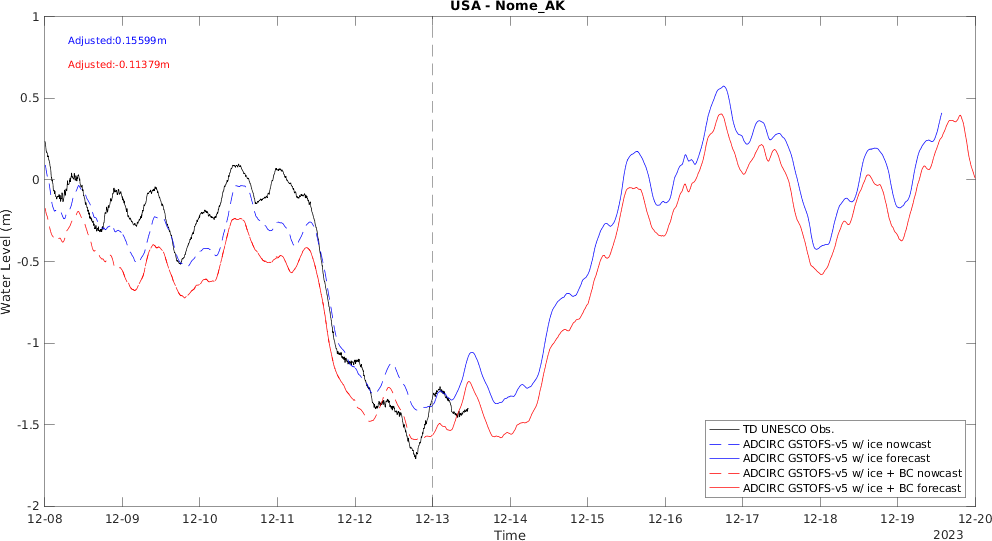 USA - Nome_AK
Adjusted:0.15599m
Adjusted:-0.11379m
1
0.5
0
-0.5
-1
-1.5
-2
Water Level (m)
TD UNESCO Obs.
ADCIRC GSTOFS-v5 w/ ice nowcast
ADCIRC GSTOFS-v5 w/ ice forecast
ADCIRC GSTOFS-v5 w/ ice + BC nowcast
ADCIRC GSTOFS-v5 w/ ice + BC forecast
12-08 12-09 12-10 12-11 12-12 12-13 12-14 12-15 12-16 12-17 12-18 12-19 12-20
Time
2023